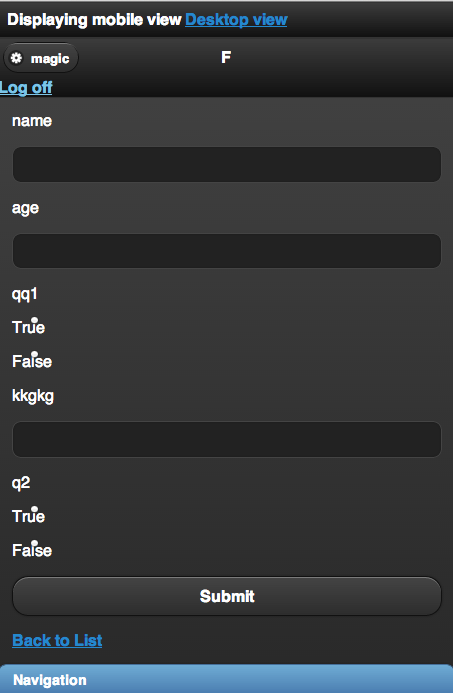 Displaying mobile view Desktop view
magic
F
Log off
name
age
qq1
True
False
kkgkg
q2
True
False
Submit
Back to List
Navigation